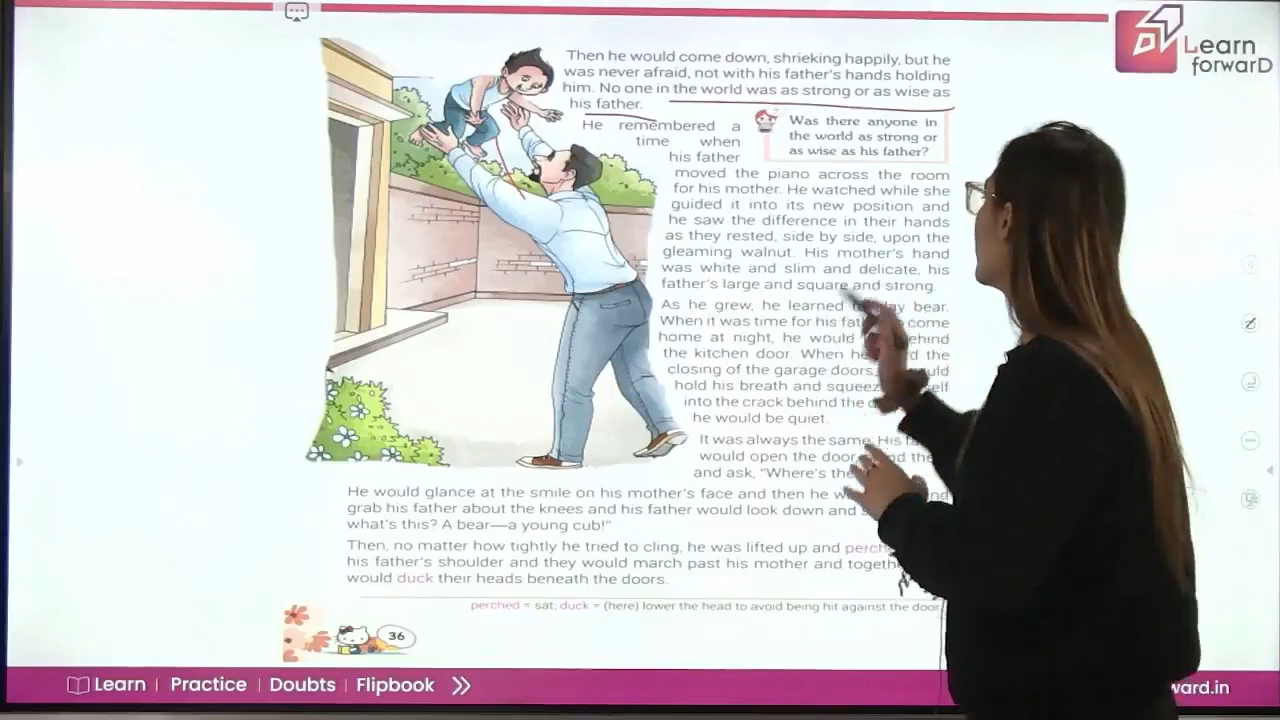 Learn
forwarD
Then he would come down, shrieking happily, but he
was never afraid, not with his father's hands holding
him. No one in the world was as strong or as wise as
his father.
Was there anyone in
the world as strong or
as wise as his father?
He remembered a
time when
his father
moved the piano across the room
for his mother. He watched while she
guided it into its new position and
he saw the difference in their hands
as they rested, side by side, upon the
gleaming walnut. His mother's hand
was white and slim and delicate, his
father's large and square and strong.
As he grew, he learned bear.
When it was time for his come
home at night, he would
the kitchen door. When the
closing of the garage doors,
hold his breath and
into the crack behind the
he would be quiet.
It was always the same. His
would open the door
and ask, "Where's
He would glance at the smile on his mother's face and then he
grab his father about the knees and his father would look down and
what's this? A bear—a young cub!"
Then, no matter how tightly he tried to cling, he was lifted up and
his father's shoulder and they would march past his mother and
would duck their heads beneath the doors.
perched = sat, duck = (here) lower the head to avoid being hit against the door
36
Learn | Practice | Doubts | Flipbook
ward.in